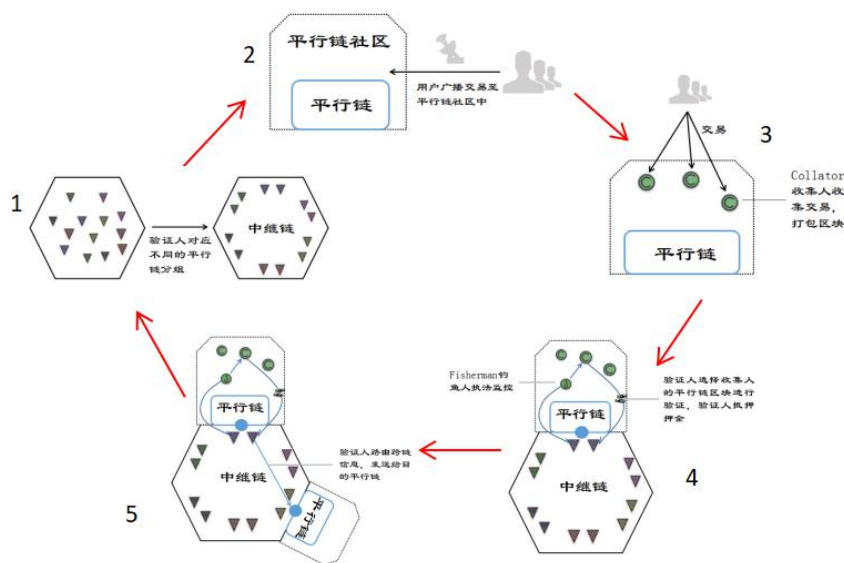 1
验证人对应
不同的平行
链分组
中继链
2
平行链社区
平行链
用户广播交易至
平行链社区中
3
交易
Collator
收集人收
集交易,
打包区块
平行链
4
Fisherman钓
鱼人执法监控
平行链
验证人选择收集人
的平行链区块进行
验证, 验证人抵押
押金
中继链
5
平行链
验证人路由跨链
信息, 发送给目
的平行链
中继链
平行链